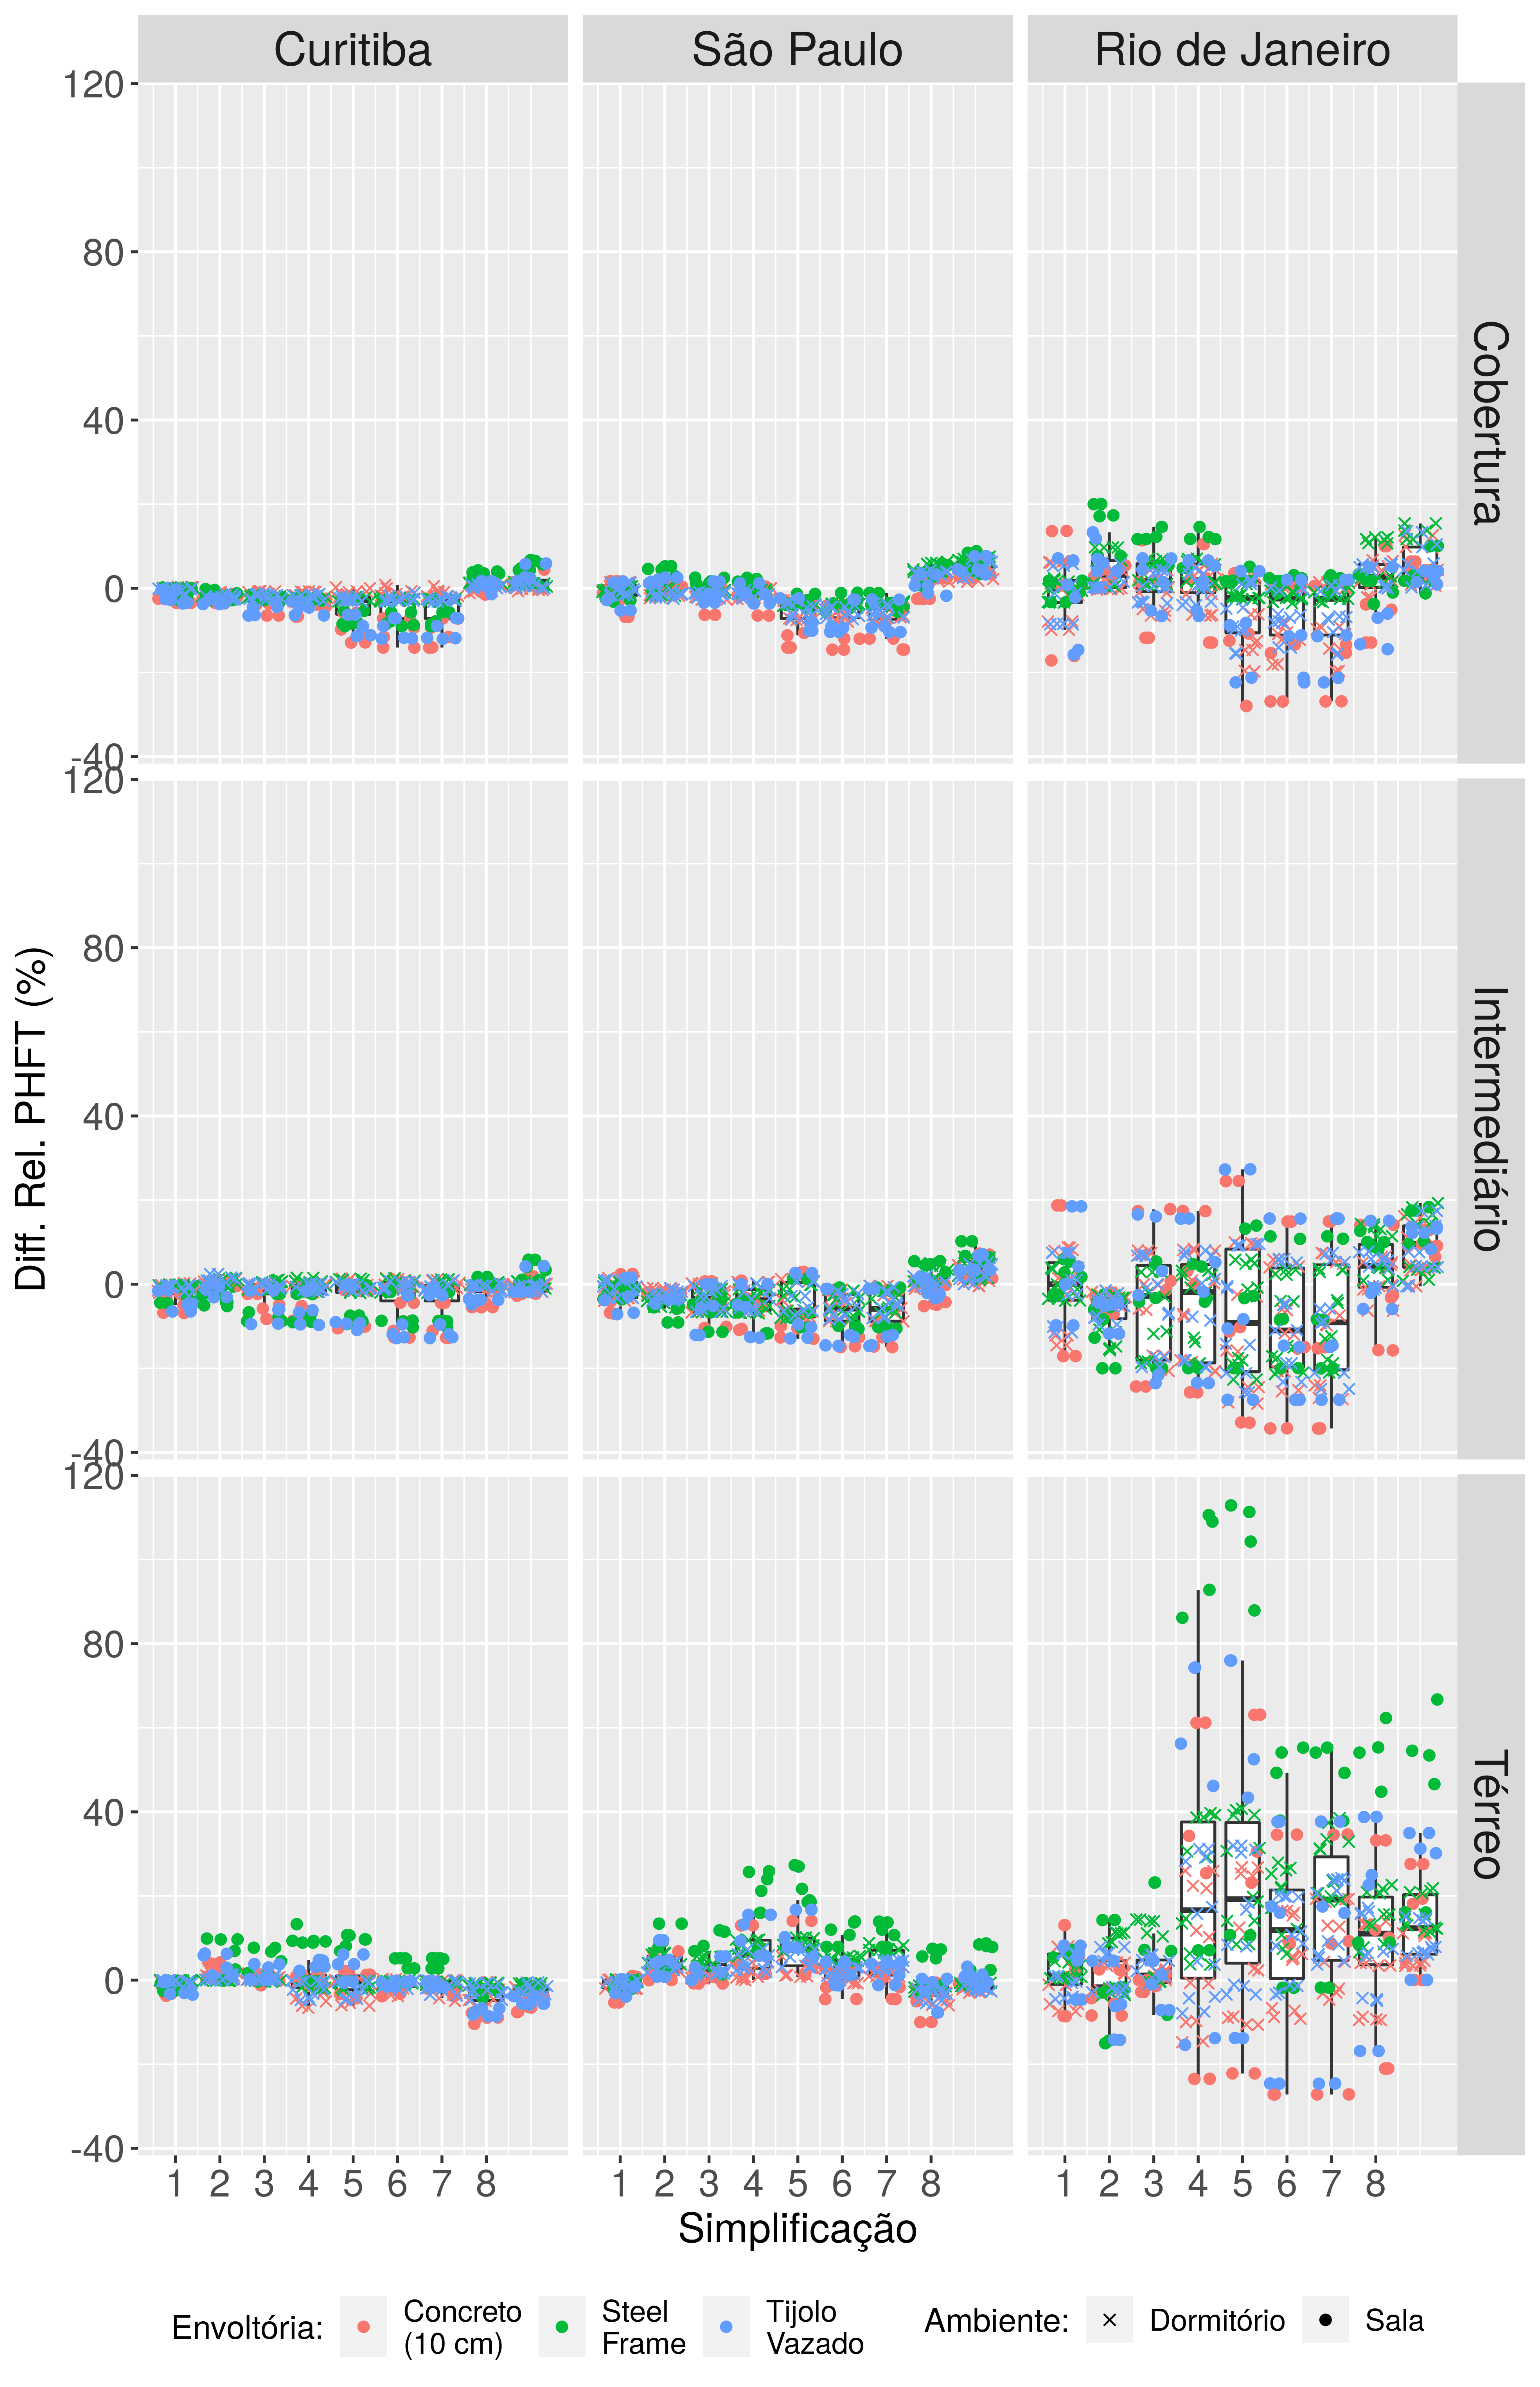 Curitiba São Paulo Rio de Janeiro
120
80
40
0
-40
Cobertura
120
80
40
0
-40
Intermediário
Diff. Rel. PHFT (%)
120
80
40
0
-40
Térreo
1 2 3 4 5 6 7 8 1 2 3 4 5 6 7 8 1 2 3 4 5 6 7 8
Simplificação
Envoltória: Concreto (10 cm) Steel Frame Tijolo Vazado Ambiente: Dormitório Sala